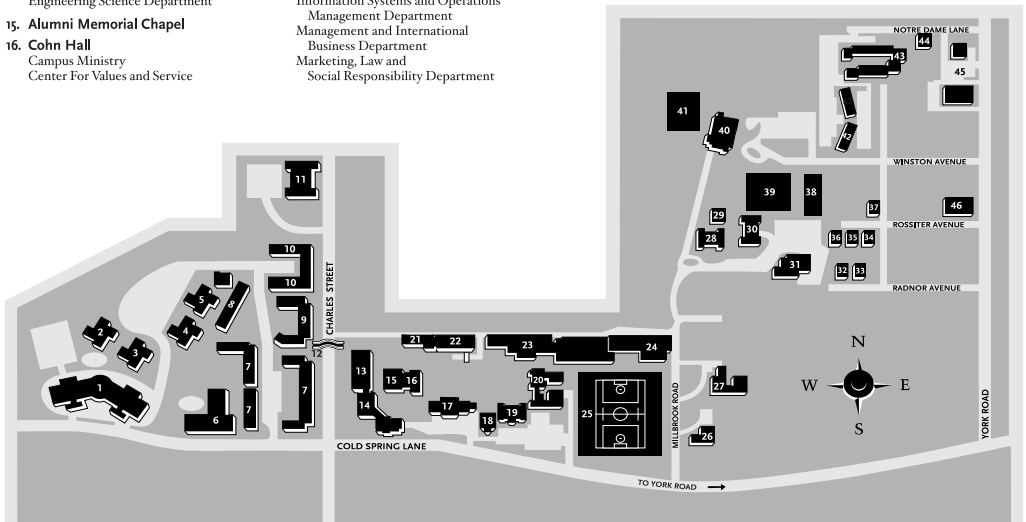 Engineering Science Department
15. Alumni Memorial Chapel
16. Cohn Hall
Campus Ministry
Center For Values and Service
Information Systems and Operations
Management Department
Management and International
Business Department
Marketing, Law and
Social Responsibility Department
NOTRE DAME LANE
44
43
45
41
40
42
WINSTON AVENUE
11
39
38
37
46
29
30
28
ROSSITER AVENUE
36
35
34
10
31
32
33
10
RADNOR AVENUE
CHARLES STREET
5
8
9
2
4
3
12
21
22
23
24
N
W
E
S
1
7
7
13
15
16
20
27
14
7
6
17
18
19
25
26
MILLBROOK ROAD
YORK ROAD
COLD SPRING LANE
TO YORK ROAD